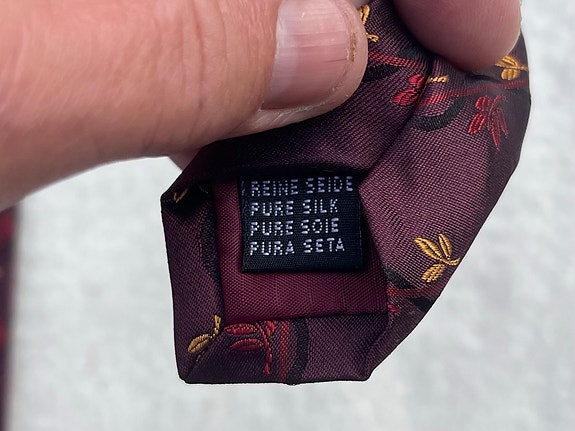 REINE SEIDE
PURE SILK
PURE SOIE
PURA SETA